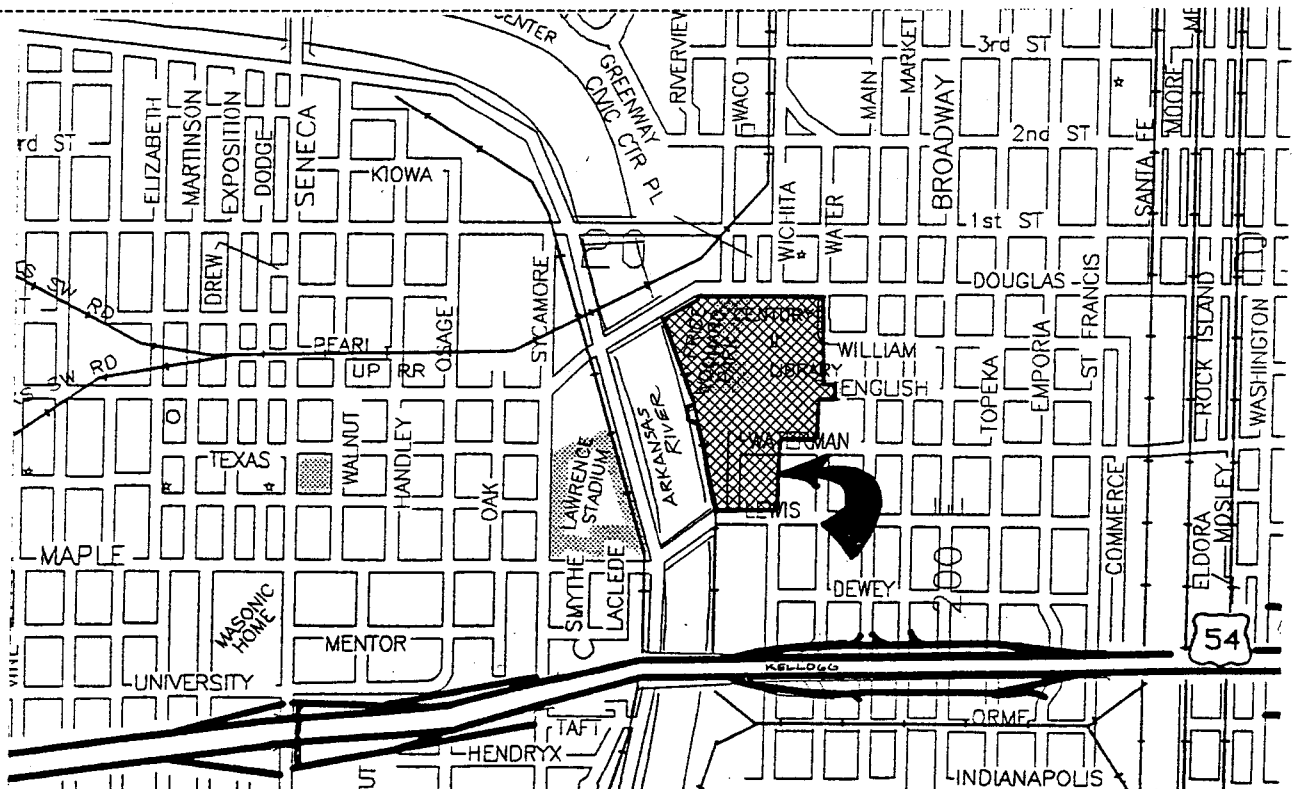 CENTER
GREENWAY
CIVIC CTR PL
RIVERVIEW
WACO
MAIN
MARKET
BROADWAY
3rd ST
MOORE
ELIZABETH
MARTINSON
EXPOSITION
DODGE
SENECA
KIOWA
2nd ST
SANTA FE
rd ST
WICHITA
WATER
1st ST
DREW
SYCAMORE
OSAGE
DOUGLAS
ST FRANCIS
ROCK ISLAND
WASHINGTON
SW RD
SW RD
PEARL
UP RR
CENTURY
II
LIBRARY
WILLIAM
ENGLISH
TOPEKA
EMPORIA
ARKANSAS
RIVER
WATERMAN
TEXAS
WALNUT
HANDLEY
OAK
LAWRENCE
STADIUM
LEWIS
COMMERCE
ELDORA
MOSLEY
MAPLE
SMYTHE
LACLEDE
DEWEY
200
MASONIC
HOME
MENTOR
54
KELLOGG
UNIVERSITY
TAFT
HENDRYX
ORME
INDIANAPOLIS